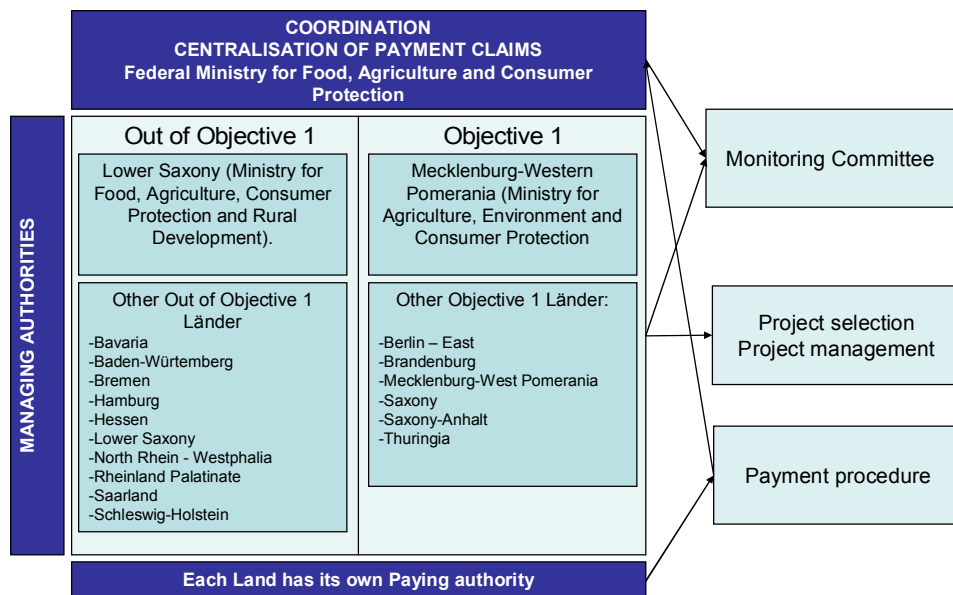 COORDINATION
CENTRALISATION OF PAYMENT CLAIMS
Federal Ministry for Food, Agriculture and Consumer
Protection
MANAGING AUTHORITIES
Out of Objective 1
Lower Saxony (Ministry for
Food, Agriculture, Consumer
Protection and Rural
Development).
Other Out of Objective 1
Länder
-Bavaria
-Baden-Würtemberg
-Bremen
-Hamburg
-Hessen
-Lower Saxony
-North Rhein - Westphalia
-Rheinland Palatinate
-Saarland
-Schleswig-Holstein
Objective 1
Mecklenburg-Western
Pomerania (Ministry for
Agriculture, Environment and
Consumer Protection
Other Objective 1 Länder:
-Berlin – East
-Brandenburg
-Mecklenburg-West Pomerania
-Saxony
-Saxony-Anhalt
-Thuringia
Each Land has its own Paying authority
Monitoring Committee
Project selection
Project management
Payment procedure